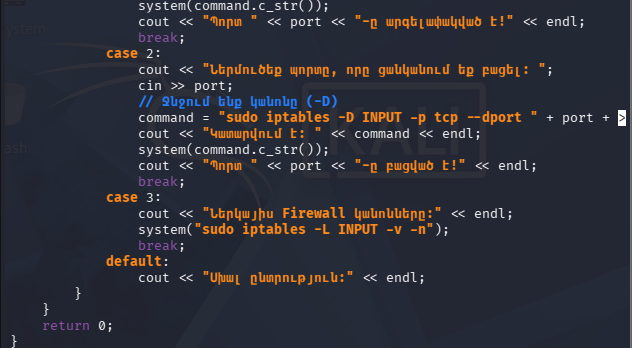 system(command.c_str());
cout << "Պորտ " << port << "-ը արգելափակված է!" << endl;
break;
case 2:
cout << "Ներմուծեք պորտը, որը ցանկանում եք բացել: ";
cin >> port;
// Ջնջում ենք կանոնը (-D)
command = "sudo iptables -D INPUT -p tcp --dport " + port + >
cout << "Կատարվում է: " << command << endl;
system(command.c_str());
cout << "Պորտ " << port << "-ը բացված է!" << endl;
break;
case 3:
cout << "Ներկայիս Firewall կանոնները:" << endl;
system("sudo iptables -L INPUT -v -n");
break;
default:
cout << "Սխալ ընտրություն:" << endl;
}
}
return 0;
}
KALI